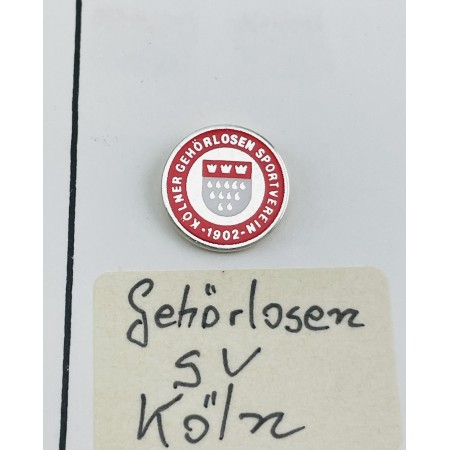 KÖLNER GEHÖRLOSEN SPORTVEREIN
·1902·
Gehörlosen
SV
Köln